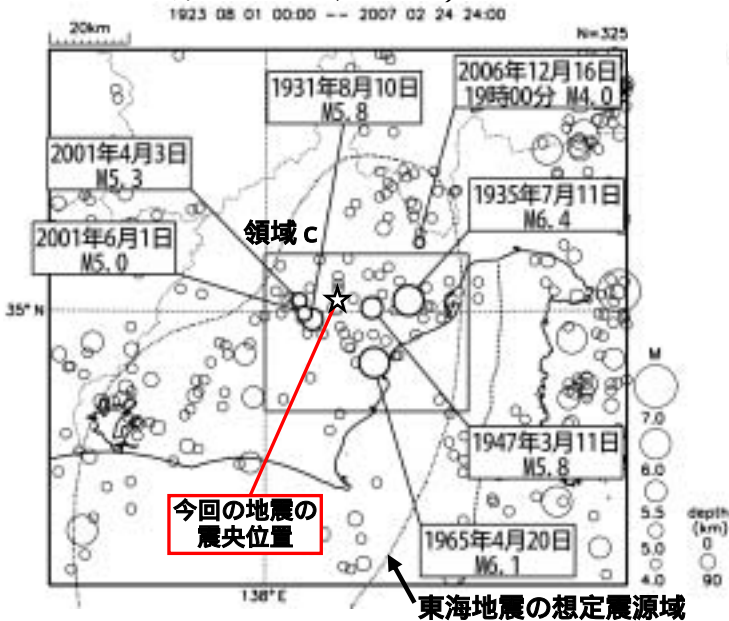 1923 08 01 00:00 -- 2007 02 24 24:00
20km
N=325
1931年8月10日
M5.8
2006年12月16日
19時00分 M4.0
2001年4月3日
M5.3
1935年7月11日
M6.4
領域c
2001年6月1日
M5.0
35°N
M
7.0
1947年3月11日
M5.8
6.0
今回の地震の
震央位置
5.5
depth
(km)
0
1965年4月20日
M6.1
5.0
4.0
90
138°E
東海地震の想定震源域